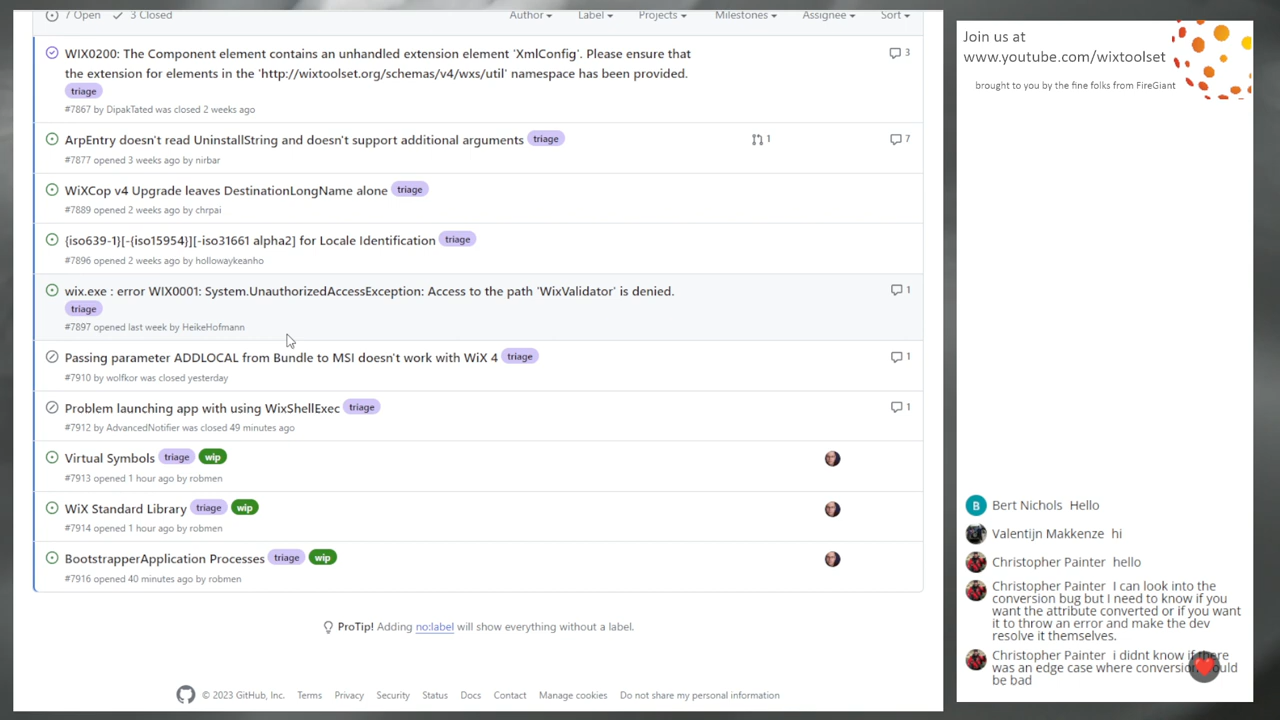 7 Open 3 Closed Author Label Projects Milestones Assignee Sort
WIX0200: The Component element contains an unhandled extension element 'XmlConfig'. Please ensure that
the extension for elements in the 'http://wixtoolset.org/schemas/v4/wxs/util' namespace has been provided.
3
triage
#7867 by DipakTated was closed 2 weeks ago
ArpEntry doesn't read UninstallString and doesn't support additional arguments triage 1 7
#7877 opened 3 weeks ago by nirbar
WiXCop v4 Upgrade leaves DestinationLongName alone triage
#7889 opened 2 weeks ago by chrpai
{iso639-1}[-{iso15954}][-iso31661 alpha2] for Locale Identification triage
#7896 opened 2 weeks ago by hollowaykeanho
wix.exe : error WIX0001: System.UnauthorizedAccessException: Access to the path 'WixValidator' is denied. 1
triage
#7897 opened last week by HeikeHofmann
Passing parameter ADDLOCAL from Bundle to MSI doesn't work with WiX 4 triage 1
#7910 by wolfkor was closed yesterday
Problem launching app with using WixShellExec triage 1
#7912 by AdvancedNotifier was closed 49 minutes ago
Virtual Symbols triage wip
#7913 opened 1 hour ago by robmen
WiX Standard Library triage wip
#7914 opened 1 hour ago by robmen
BootstrapperApplication Processes triage wip
#7916 opened 40 minutes ago by robmen
ProTip! Adding no:label will show everything without a label.
© 2023 GitHub, Inc. Terms Privacy Security Status Docs Contact Manage cookies Do not share my personal information
Join us at
www.youtube.com/wixtoolset
brought to you by the fine folks from FireGiant
B Bert Nichols Hello
Valentijn Makkenze hi
Christopher Painter hello
Christopher Painter I can look into the
conversion bug but I need to know if you
want the attribute converted or if you want
it to throw an error and make the dev
resolve it themselves.
Christopher Painter i didnt know if there
was an edge case where conversion
be bad